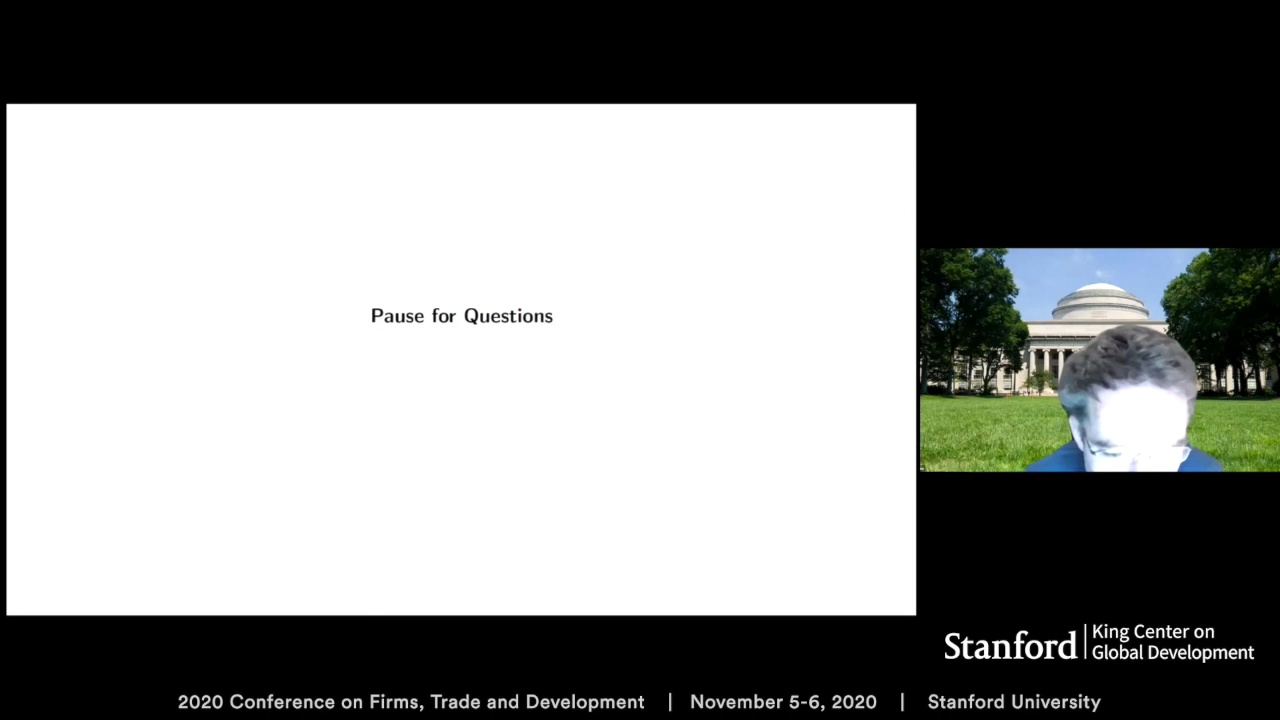 Pause for Questions
Stanford
King Center on
Global Development
2020 Conference on Firms, Trade and Development | November 5-6, 2020 | Stanford University